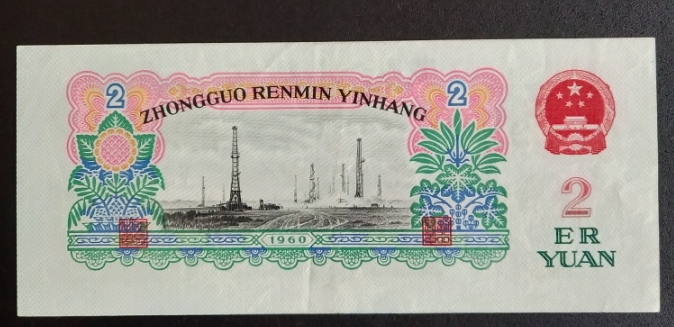 2
ZHONGGUO RENMIN YINHANG
2
1960
2
ER
YUAN